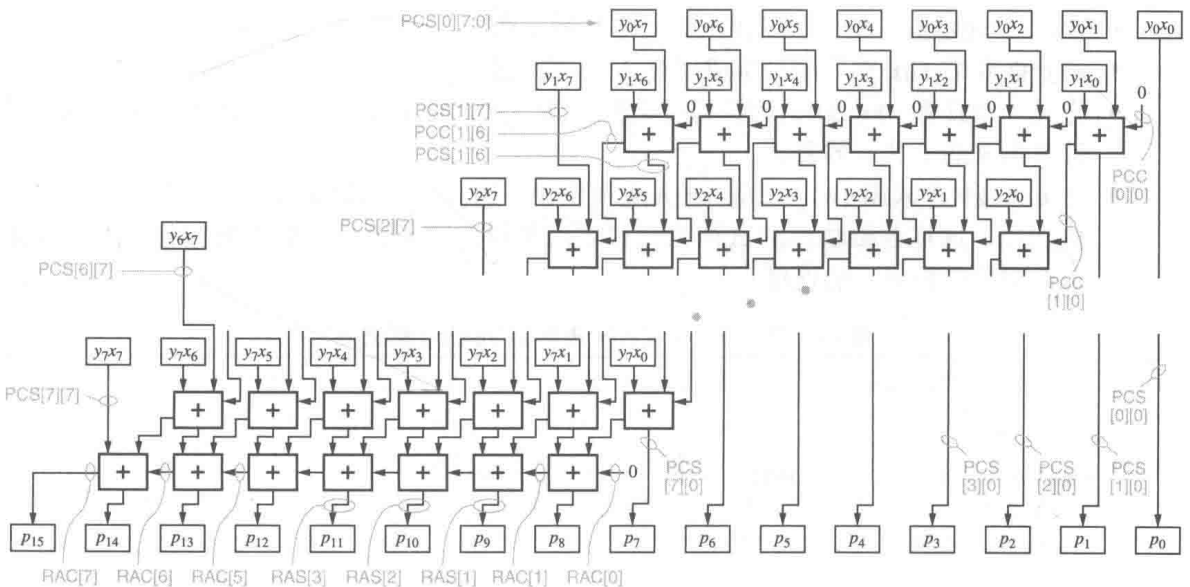 PCS[0][7:0] y0x7 y0x6 y0x5 y0x4 y0x3 y0x2 y0x1 y0x0
y1x7 y1x6 y1x5 y1x4 y1x3 y1x2 y1x1 y1x0
PCS[1][7] 0 0 0 0 0 0 0
PCC[1][6] + + + + + + +
PCS[1][6]
PCC
[0][0]
y2x7 y2x6 y2x5 y2x4 y2x3 y2x2 y2x1 y2x0
PCS[2][7]
+ + + + + + +
y6x7
PCS[6][7]
PCC
[1][0]
y7x7 y7x6 y7x5 y7x4 y7x3 y7x2 y7x1 y7x0
PCS[7][7]
+ + + + + + +
PCS
[0][0]
+ + + + + + + 0
PCS
[7][0]
PCS
[3][0]
PCS
[2][0]
PCS
[1][0]
p15 p14 p13 p12 p11 p10 p9 p8 p7 p6 p5 p4 p3 p2 p1 p0
RAC[7] RAC[6] RAC[5] RAS[3] RAS[2] RAS[1] RAC[1] RAC[0]